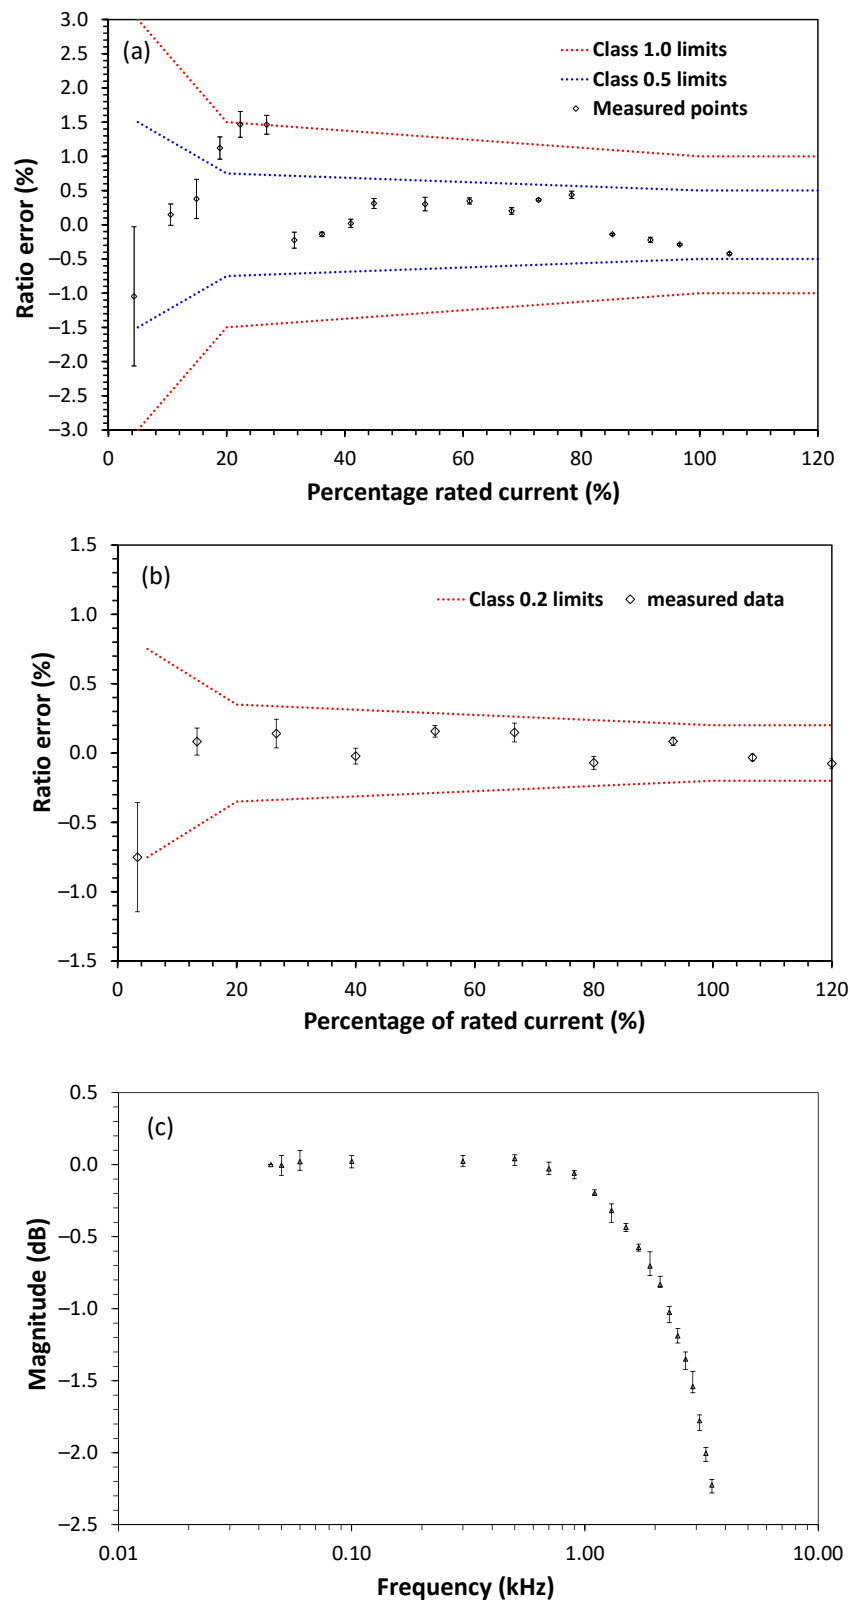 (a)
Class 1.0 limits
Class 0.5 limits
Measured points
Ratio error (%)
3.0
2.5
2.0
1.5
1.0
0.5
0.0
–0.5
–1.0
–1.5
–2.0
–2.5
–3.0
0 20 40 60 80 100 120
Percentage rated current (%)
(b)
Class 0.2 limits measured data
Ratio error (%)
1.5
1.0
0.5
0.0
–0.5
–1.0
–1.5
0 20 40 60 80 100 120
Percentage of rated current (%)
(c)
Magnitude (dB)
0.5
0.0
–0.5
–1.0
–1.5
–2.0
–2.5
0.01 0.10 1.00 10.00
Frequency (kHz)